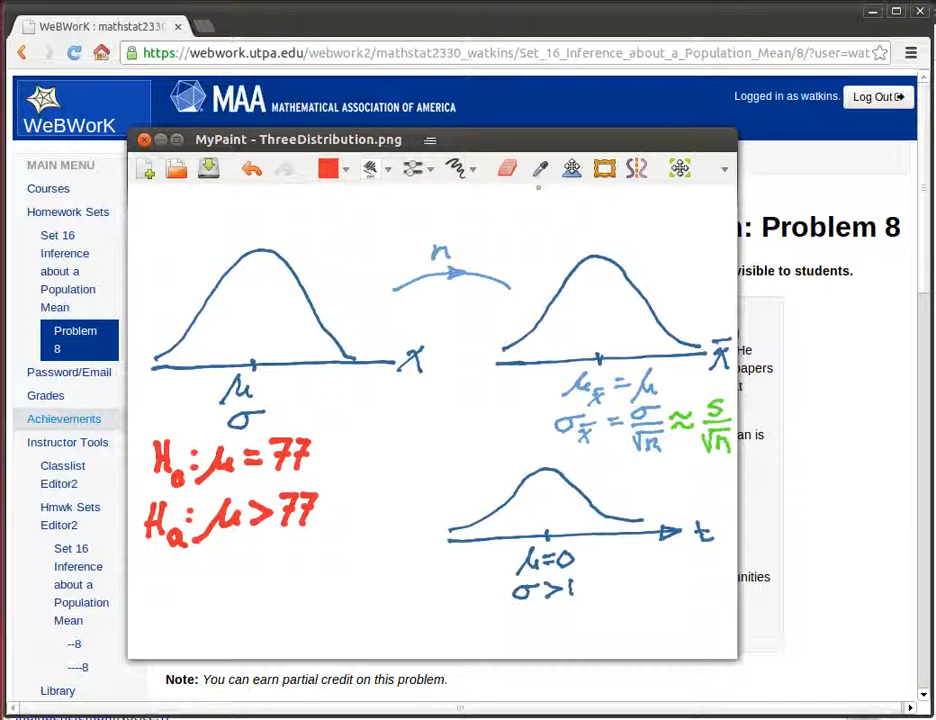 WeBWorK : mathstat2330
https://webwork.utpa.edu/webwork2/mathstat2330_watkins/Set_16_Inference_about_a_Population_Mean/8/?user=wat
WeBWorK
MAA MATHEMATICAL ASSOCIATION OF AMERICA
Logged in as watkins.
Log Out
MAIN MENU
Courses
Homework Sets
Set 16
Inference
about a
Population
Mean
Problem
8
Password/Email
Grades
Achievements
Instructor Tools
Classlist
Editor2
Hmwk Sets
Editor2
Set 16
Inference
about a
Population
Mean
--8
----8
Library
MyPaint - ThreeDistribution.png
n
x
μ
σ
x̄
μx̄ = μ
σx̄ = σ/√n ≈ s/√n
H₀: μ = 77
Hₐ: μ > 77
t
μ=0
σ>1
: Problem 8
visible to students.
He
papers
t
an is
unities
Note: You can earn partial credit on this problem.